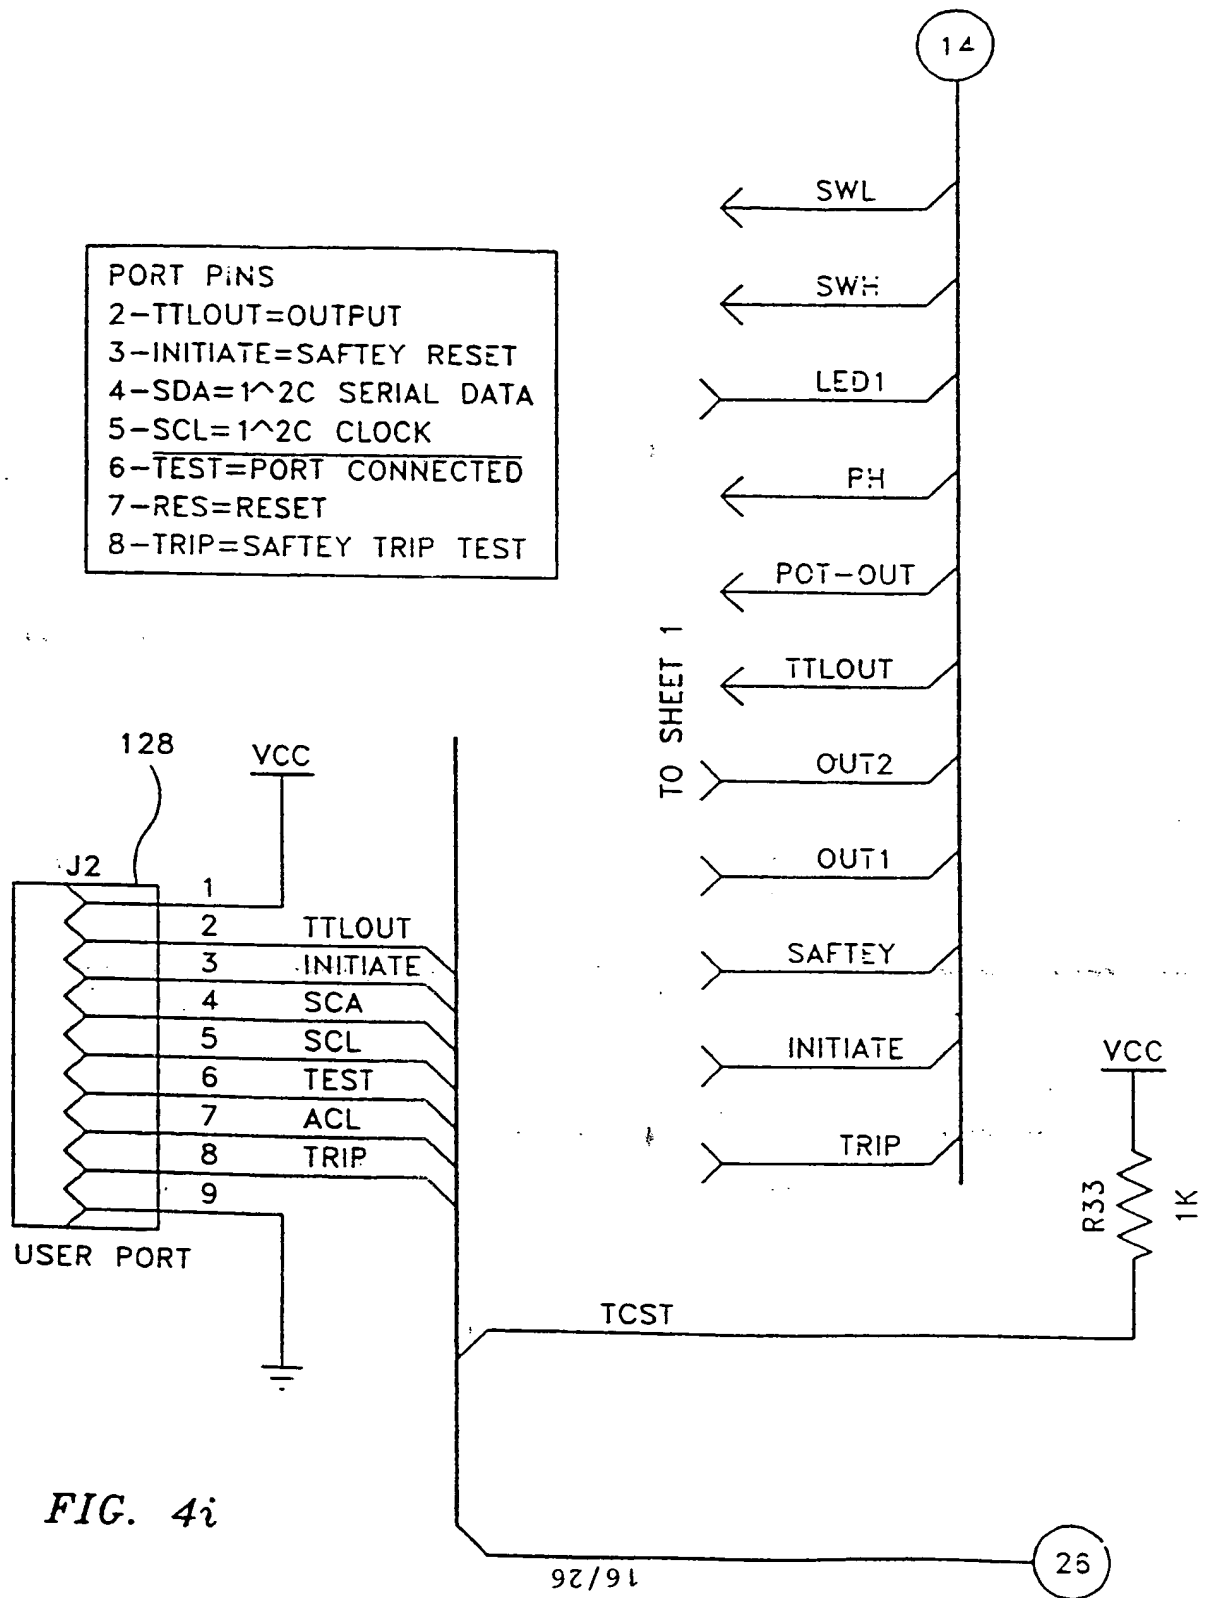 14
SWL
SWH
LED1
PH
POT-OUT
TTLOUT
OUT2
OUT1
SAFTEY
INITIATE
TRIP
TO SHEET 1
PORT PINS
2-TTLOUT=OUTPUT
3-INITIATE=SAFTEY RESET
4-SDA=1^2C SERIAL DATA
5-SCL=1^2C CLOCK
6-TEST=PORT CONNECTED
7-RES=RESET
8-TRIP=SAFTEY TRIP TEST
128
VCC
J2
1
2 TTLOUT
3 INITIATE
4 SCA
5 SCL
6 TEST
7 ACL
8 TRIP
9
USER PORT
VCC
R33
1K
TCST
FIG. 4i
16/26
26